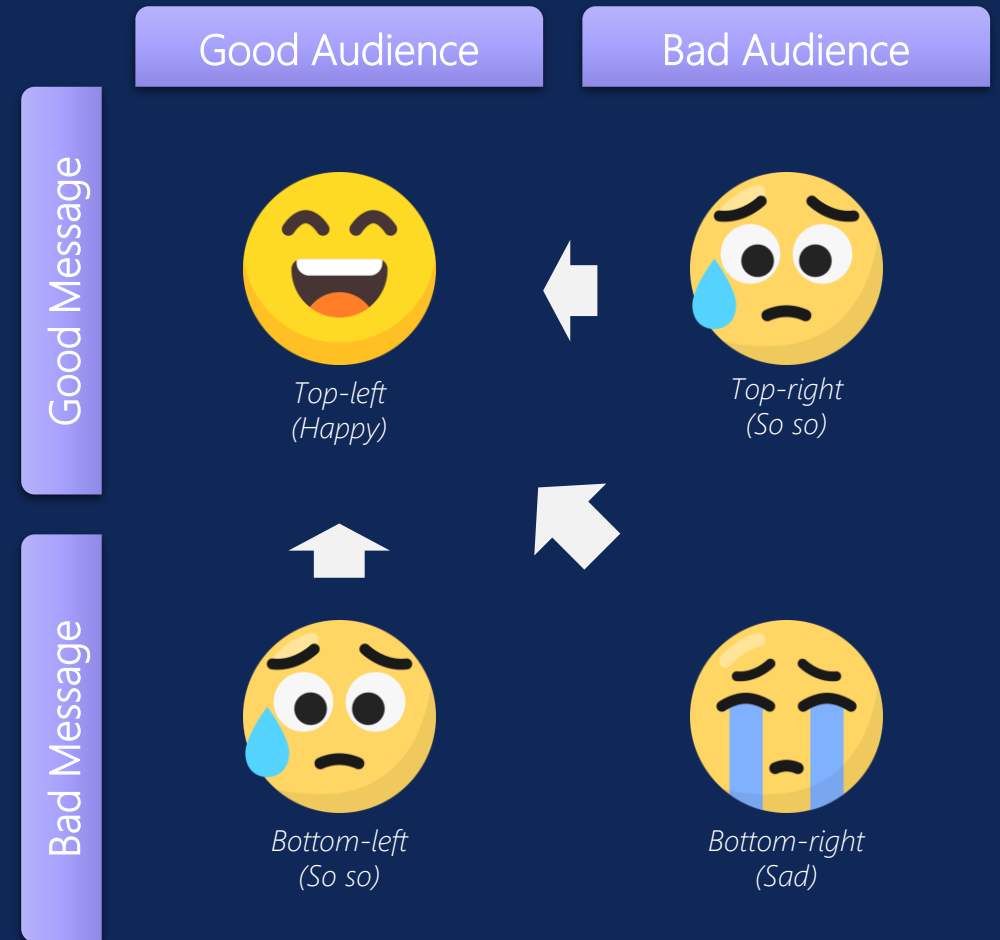 Good Audience
Bad Audience
Good Message
Top-left
(Happy)
Top-right
(So so)
Bad Message
Bottom-left
(So so)
Bottom-right
(Sad)